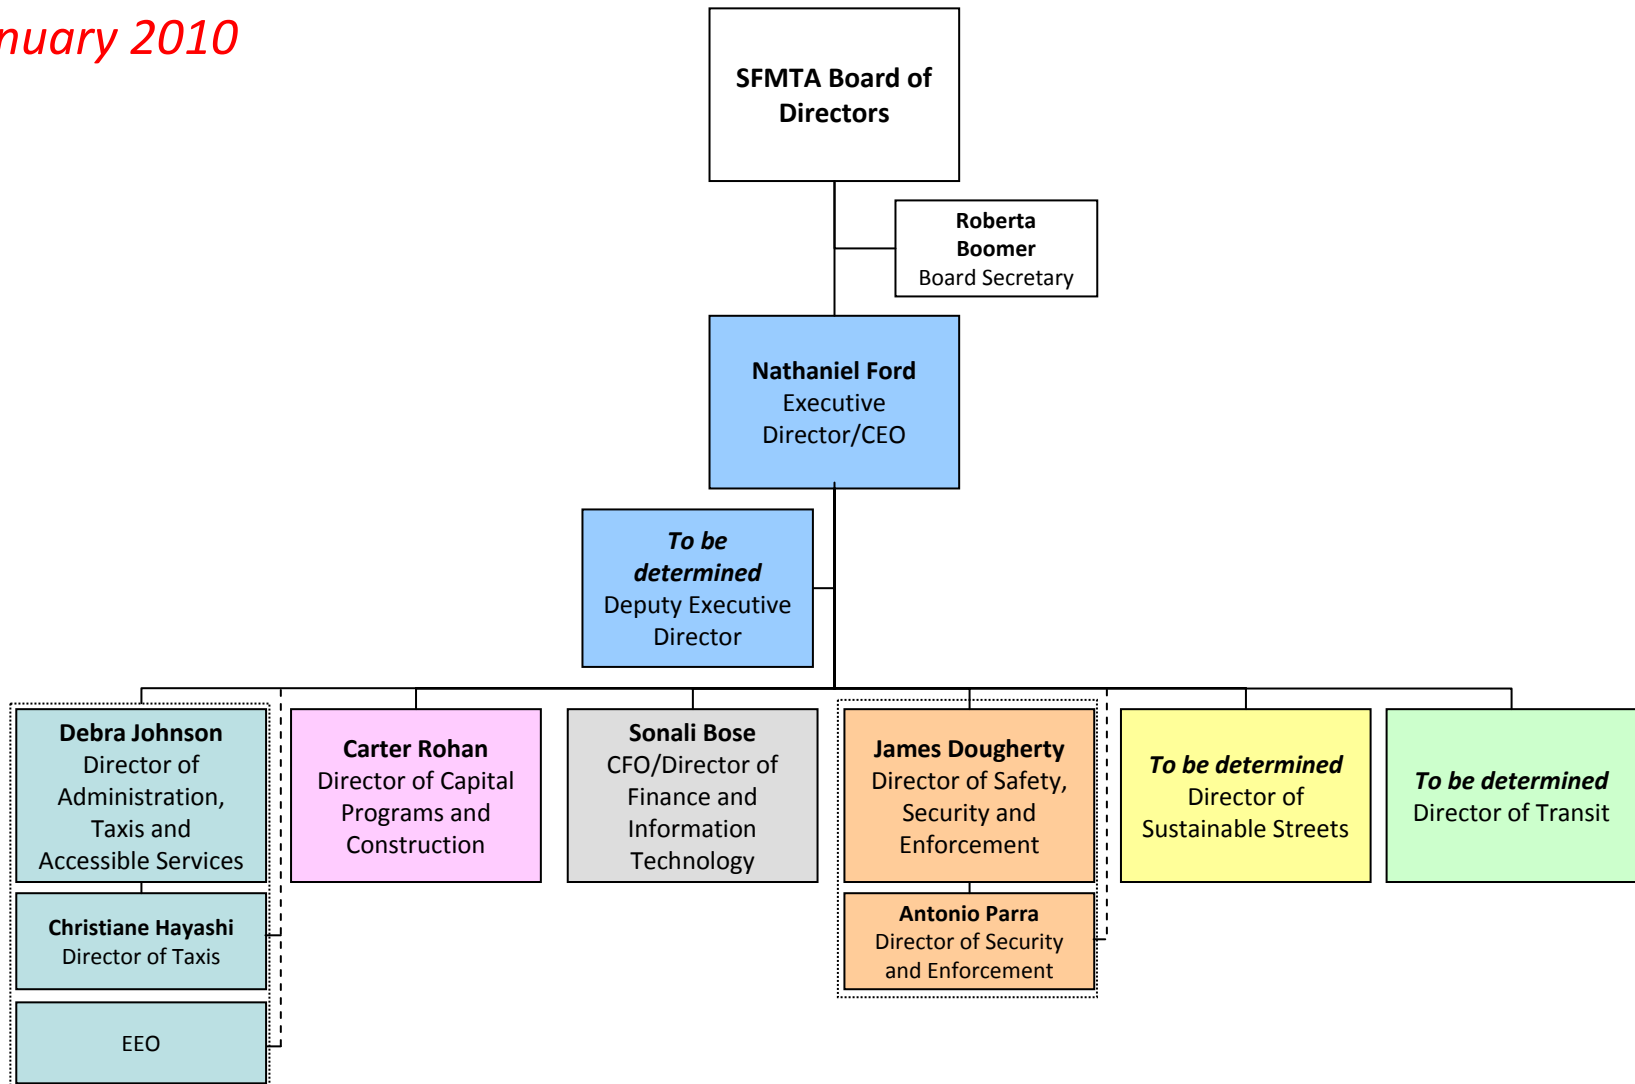 nuary 2010
SFMTA Board of
Directors
Roberta
Boomer
Board Secretary
Nathaniel Ford
Executive
Director/CEO
To be
determined
Deputy Executive
Director
Debra Johnson
Director of
Administration,
Taxis and
Accessible Services
Carter Rohan
Director of Capital
Programs and
Construction
Sonali Bose
CFO/Director of
Finance and
Information
Technology
James Dougherty
Director of Safety,
Security and
Enforcement
To be determined
Director of
Sustainable Streets
To be determined
Director of Transit
Christiane Hayashi
Director of Taxis
Antonio Parra
Director of Security
and Enforcement
EEO